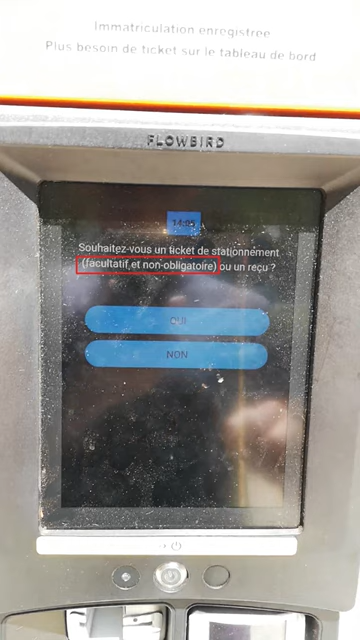 Immatriculation enregistrée
Plus besoin de ticket sur le tableau de bord
FLOWBIRD
14:05
Souhaitez-vous un ticket de stationnement
(facultatif et non-obligatoire) ou un reçu ?
OUI
NON